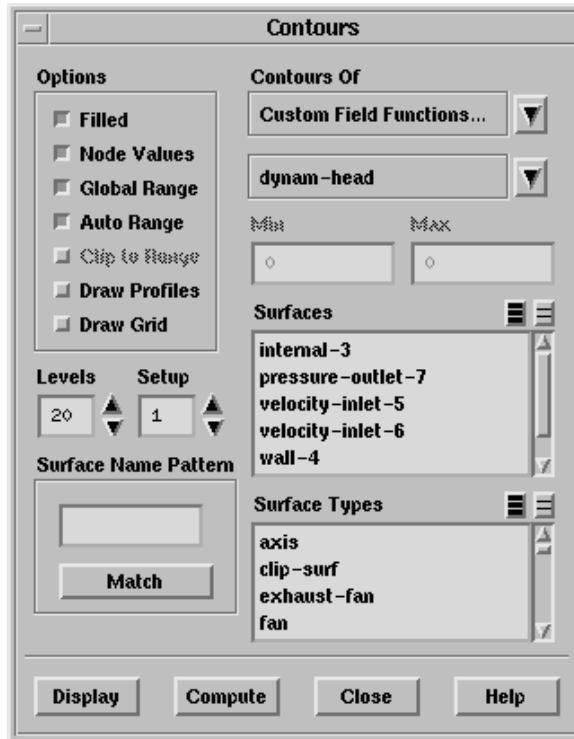 Contours
Options
Filled
Node Values
Global Range
Auto Range
Clip to Range
Draw Profiles
Draw Grid
Levels
Setup
20
1
Surface Name Pattern
Match
Contours Of
Custom Field Functions...
dynam-head
Min
Max
0
0
Surfaces
internal-3
pressure-outlet-7
velocity-inlet-5
velocity-inlet-6
wall-4
Surface Types
axis
clip-surf
exhaust-fan
fan
Display
Compute
Close
Help